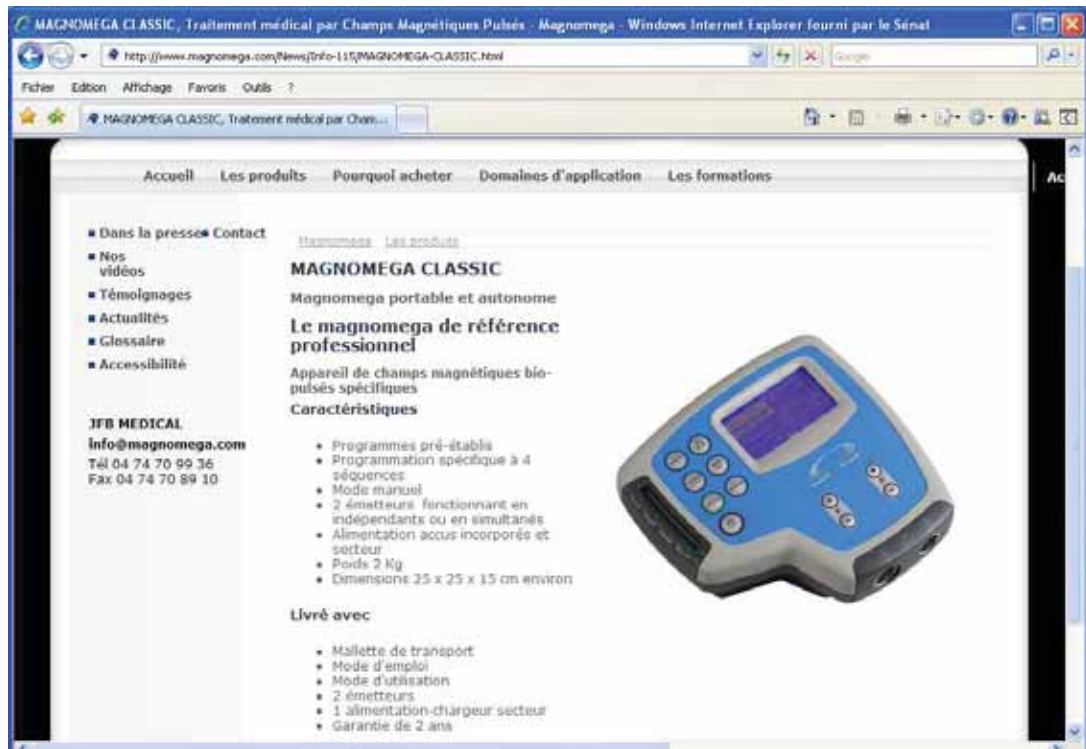 MAGNOMEGA CLASSIC, Traitement médical par Champs Magnétiques Pulsés - Magnomega - Windows Internet Explorer fourni par le Sénat
http://www.magnomega.com/News/Info-115/MAGNOMEGA-CLASSIC.html
Google
Fichier Edition Affichage Favoris Outils ?
MAGNOMEGA CLASSIC, Traitement médical par Cham...
Accueil Les produits Pourquoi acheter Domaines d'application Les formations
Ac
Dans la presse Contact
Nos
vidéos
Témoignages
Actualités
Glossaire
Accessibilité
JFB MEDICAL
info@magnomega.com
Tél 04 74 70 99 36
Fax 04 74 70 89 10
Magnomega Les produits
MAGNOMEGA CLASSIC
Magnomega portable et autonome
Le magnomega de référence
professionnel
Appareil de champs magnétiques bio-
pulsés spécifiques
Caractéristiques
Programmes pré-établis
Programmation spécifique à 4
séquences
Mode manuel
2 émetteurs fonctionnant en
indépendants ou en simultanés
Alimentation accus incorporés et
secteur
Poids 2 Kg
Dimensions 25 x 25 x 15 cm environ
Livré avec
Mallette de transport
Mode d'emploi
Mode d'utilisation
2 émetteurs
1 alimentation-chargeur secteur
Garantie de 2 ans